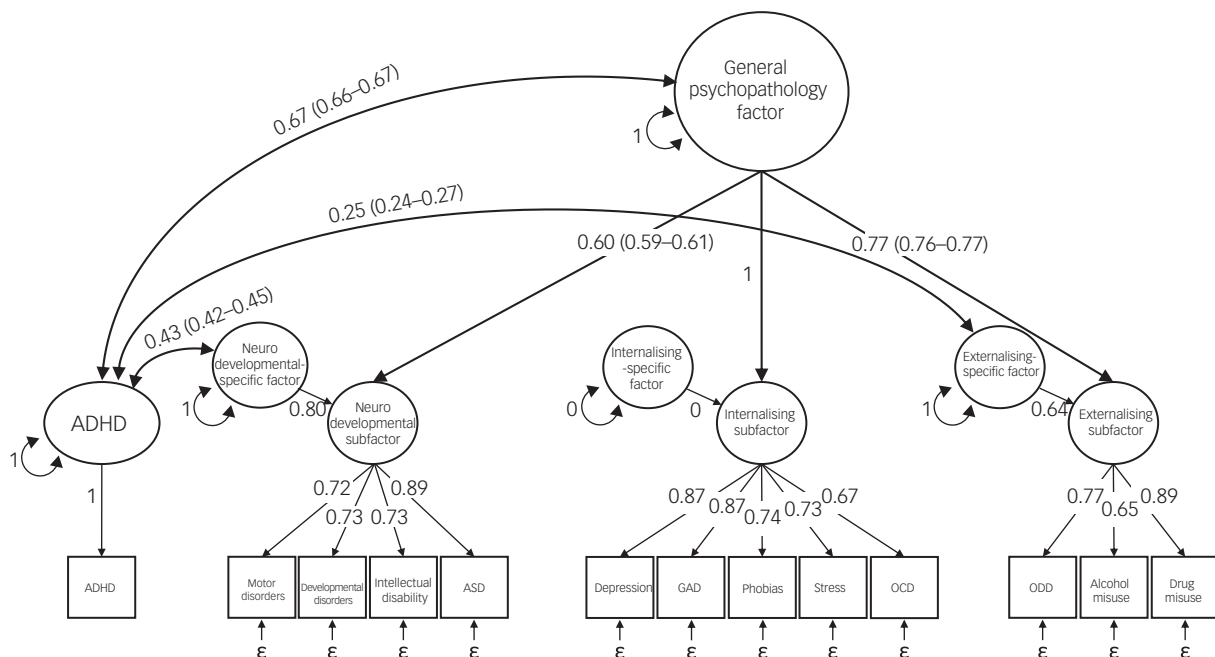 General
psychopathology
factor
1
0.67 (0.66–0.67)
0.25 (0.24–0.27)
0.60 (0.59–0.61)
1
0.77 (0.76–0.77)
0.43 (0.42–0.45)
Neuro
developmental-
specific factor
1
0.80
Internalising
-specific
factor
0
0
Externalising-
specific factor
1
0.64
ADHD
1
1
Neuro
developmental
subfactor
Internalising
subfactor
Externalising
subfactor
0.72
0.73
0.73
0.89
0.87
0.87
0.74
0.73
0.67
0.77
0.65
0.89
ADHD
Motor
disorders
Developmental
disorders
Intellectual
disability
ASD
Depression
GAD
Phobias
Stress
OCD
ODD
Alcohol
misuse
Drug
misuse
ε
ε
ε
ε
ε
ε
ε
ε
ε
ε
ε
ε